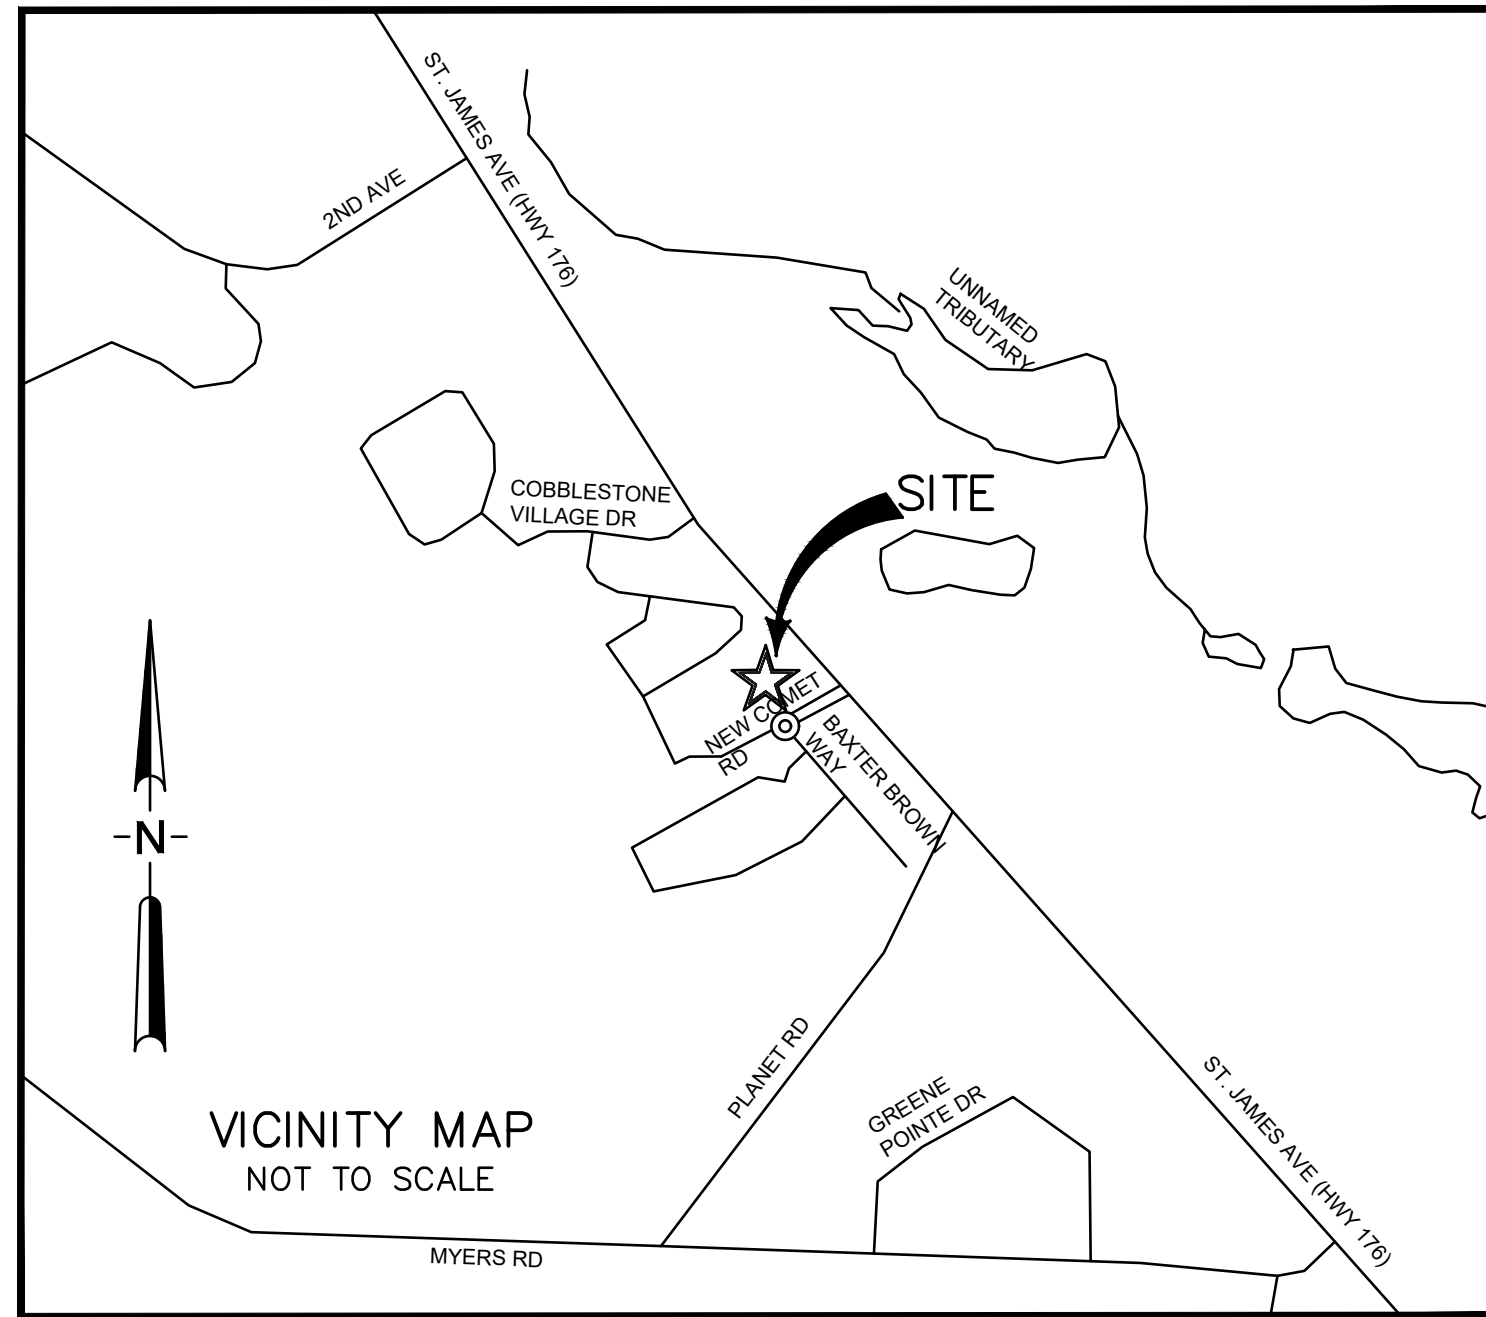 ST. JAMES AVE (HWY 176)
2ND AVE
UNNAMED
TRIBUTARY
COBBLESTONE
VILLAGE DR
SITE
NEW COMET
RD
BAXTER BROWN
WAY
-N-
PLANET RD
GREENE
POINTE DR
ST. JAMES AVE (HWY 176)
VICINITY MAP
NOT TO SCALE
MYERS RD